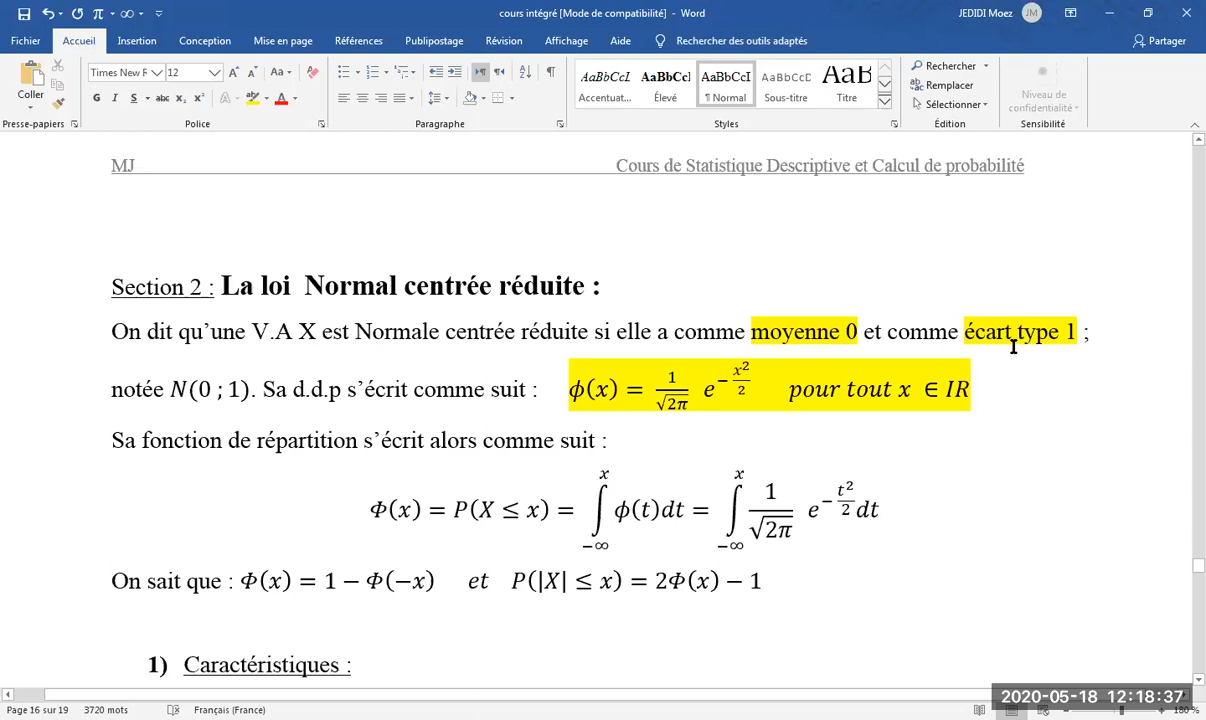 cours intégré [Mode de compatibilité] - Word
JEDIDI Moez JM
Fichier Accueil Insertion Conception Mise en page Références Publipostage Révision Affichage Aide Rechercher des outils adaptés Partager
Coller
Times New R 12
G I S abc x₂ x² A A
AaBbCcL AaBbCcI AaBbCcI AaBbCcD AaB
Accentuat... Élevé ¶ Normal Sous-titre Titre
Rechercher
Remplacer
Sélectionner
Niveau de
confidentialité
Presse-papiers Police Paragraphe Styles Édition Sensibilité
MJ Cours de Statistique Descriptive et Calcul de probabilité
Section 2 : La loi Normal centrée réduite :
On dit qu’une V.A X est Normale centrée réduite si elle a comme moyenne 0 et comme écart type 1 ;
notée N(0 ; 1). Sa d.d.p s’écrit comme suit : ϕ(x) = 1/√2π e^(−x²/2) pour tout x ∈ IR
Sa fonction de répartition s’écrit alors comme suit :
Φ(x) = P(X ≤ x) = ∫_{−∞}^{x} ϕ(t)dt = ∫_{−∞}^{x} 1/√2π e^(−t²/2) dt
On sait que : Φ(x) = 1 − Φ(−x) et P(|X| ≤ x) = 2Φ(x) − 1
1) Caractéristiques :
2020-05-18 12:18:37
Page 16 sur 19 3720 mots Français (France) 180 %